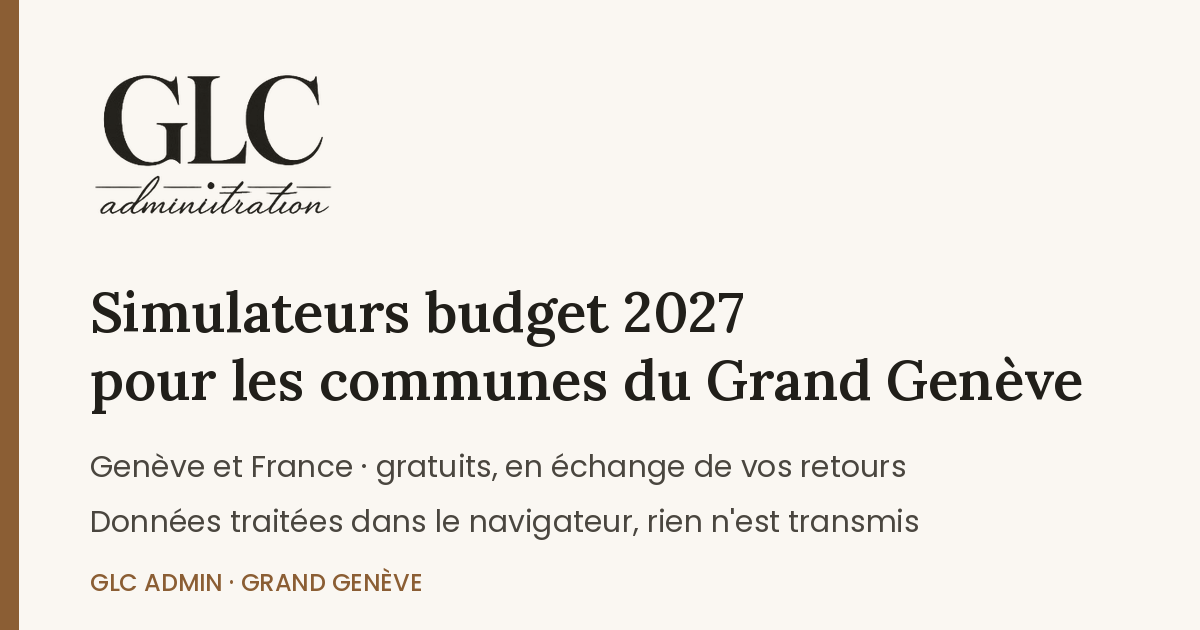 GLC
administration
Simulateurs budget 2027
pour les communes du Grand Genève
Genève et France · gratuits, en échange de vos retours
Données traitées dans le navigateur, rien n'est transmis
GLC ADMIN · GRAND GENÈVE